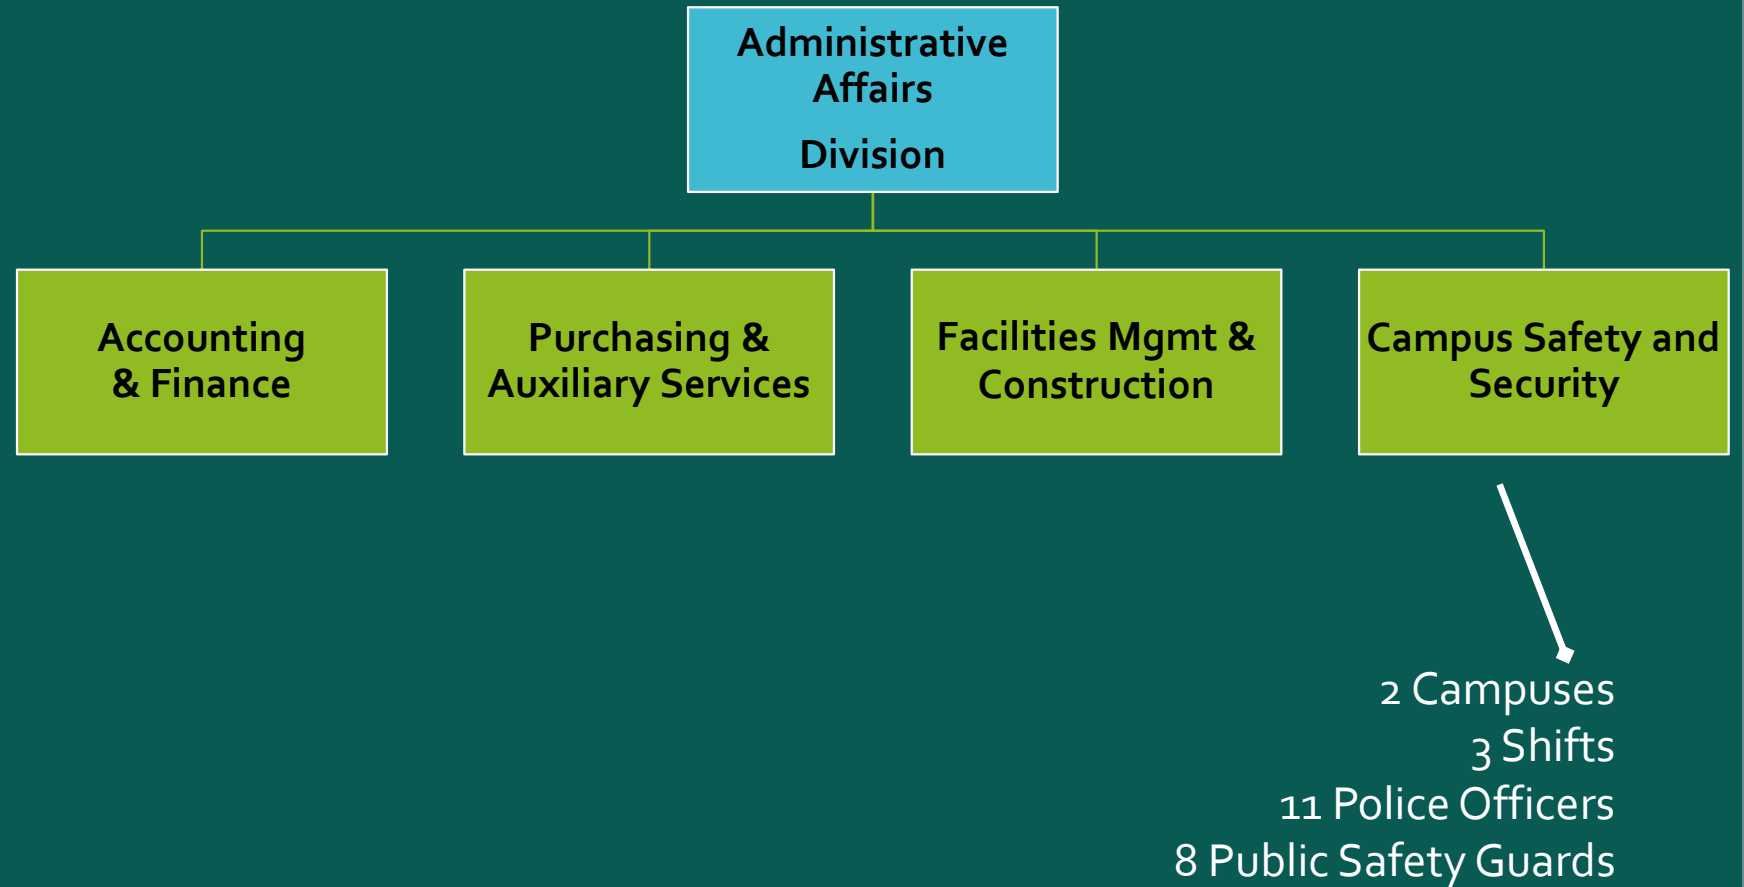 Administrative
Affairs
Division
Accounting
& Finance
Purchasing &
Auxiliary Services
Facilities Mgmt &
Construction
Campus Safety and
Security
2 Campuses
3 Shifts
11 Police Officers
8 Public Safety Guards